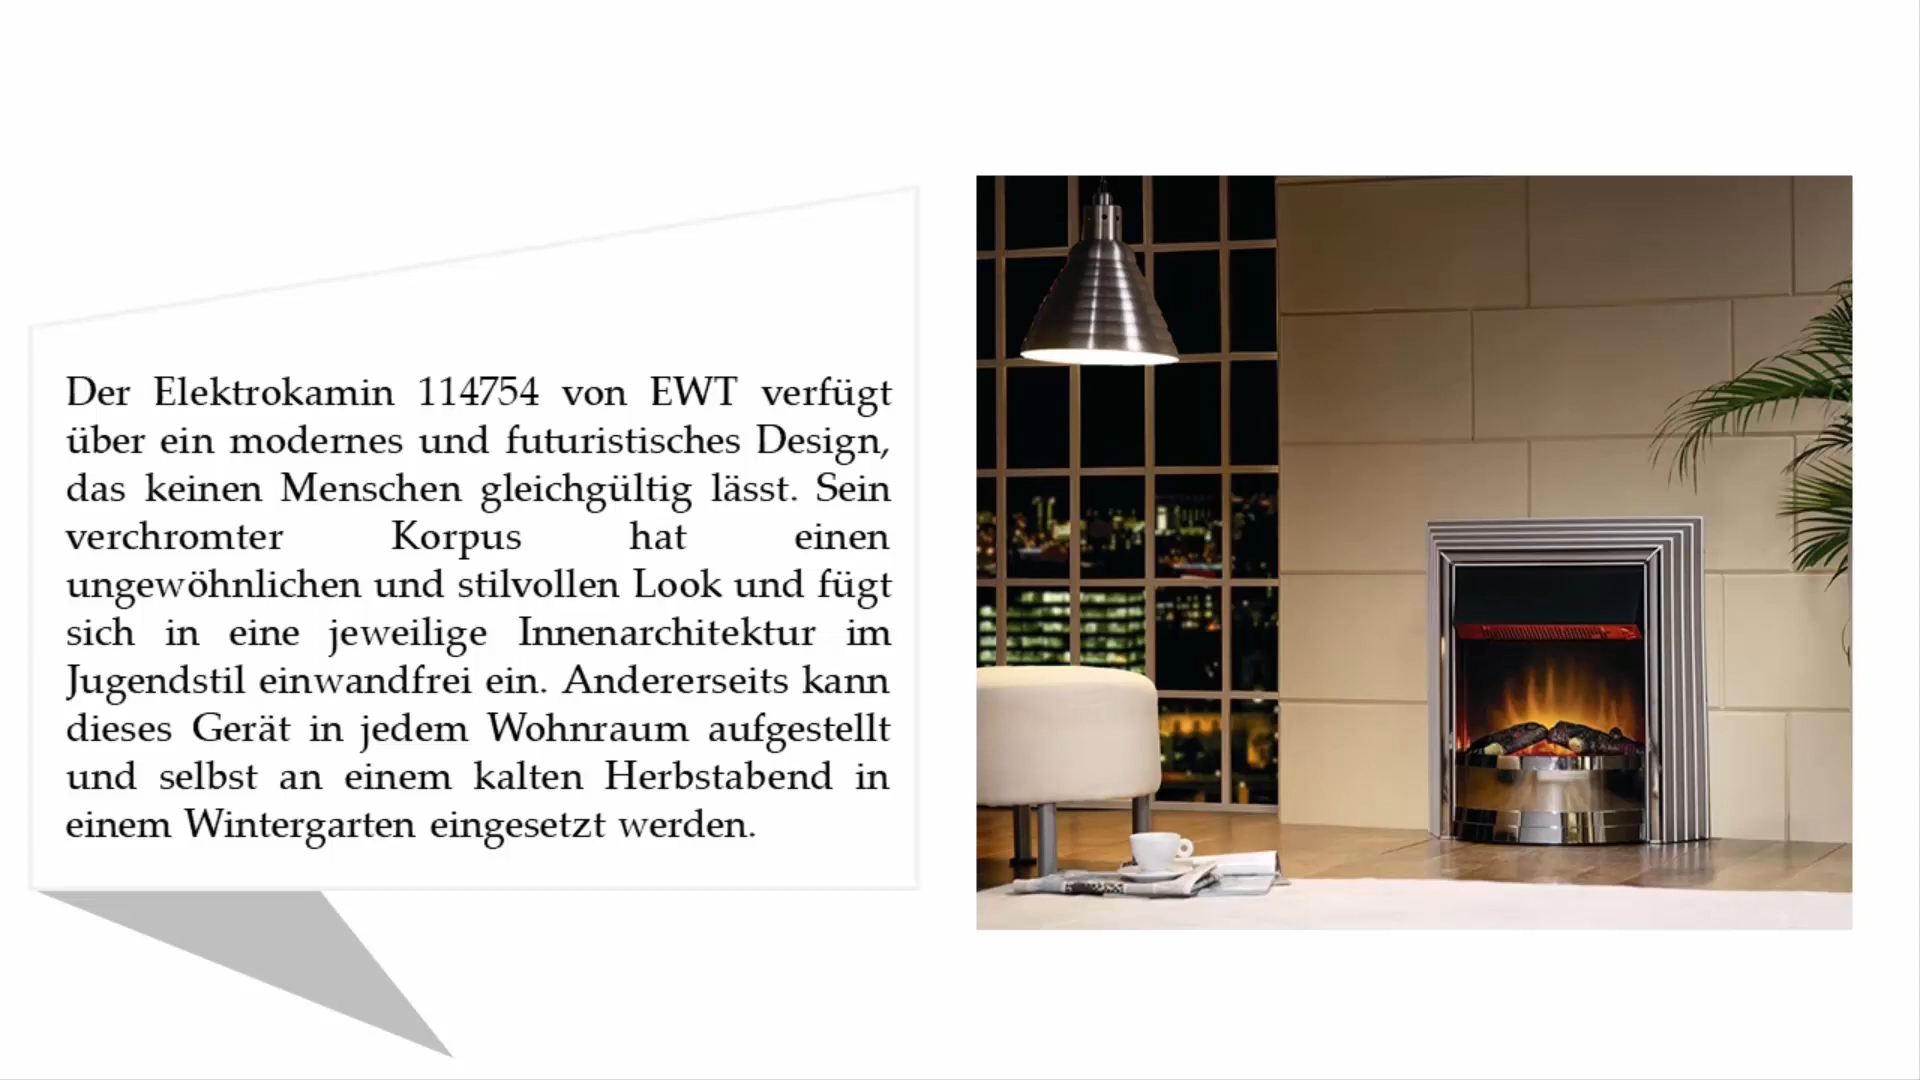 Der Elektrokamin 114754 von EWT verfügt
über ein modernes und futuristisches Design,
das keinen Menschen gleichgültig lässt. Sein
verchromter Korpus hat einen
ungewöhnlichen und stilvollen Look und fügt
sich in eine jeweilige Innenarchitektur im
Jugendstil einwandfrei ein. Andererseits kann
dieses Gerät in jedem Wohnraum aufgestellt
und selbst an einem kalten Herbstabend in
einem Wintergarten eingesetzt werden.